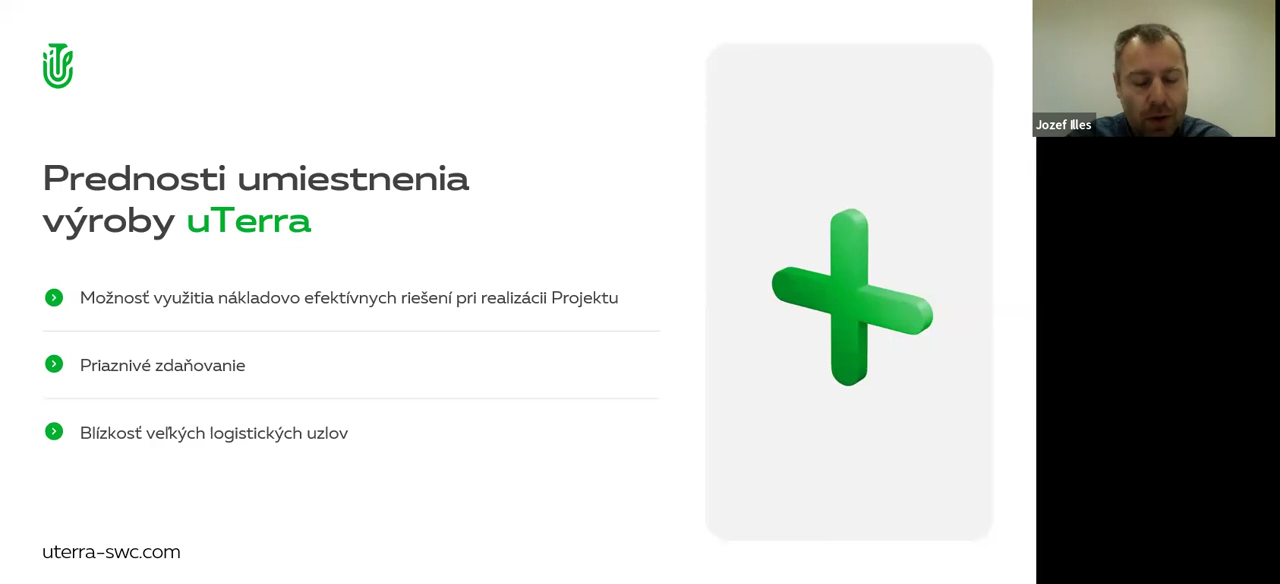 Prednosti umiestnenia
výroby uTerra
Možnosť využitia nákladovo efektívnych riešení pri realizácii Projektu
Priaznivé zdaňovanie
Blízkosť veľkých logistických uzlov
uterra-swc.com
Jozef Illes